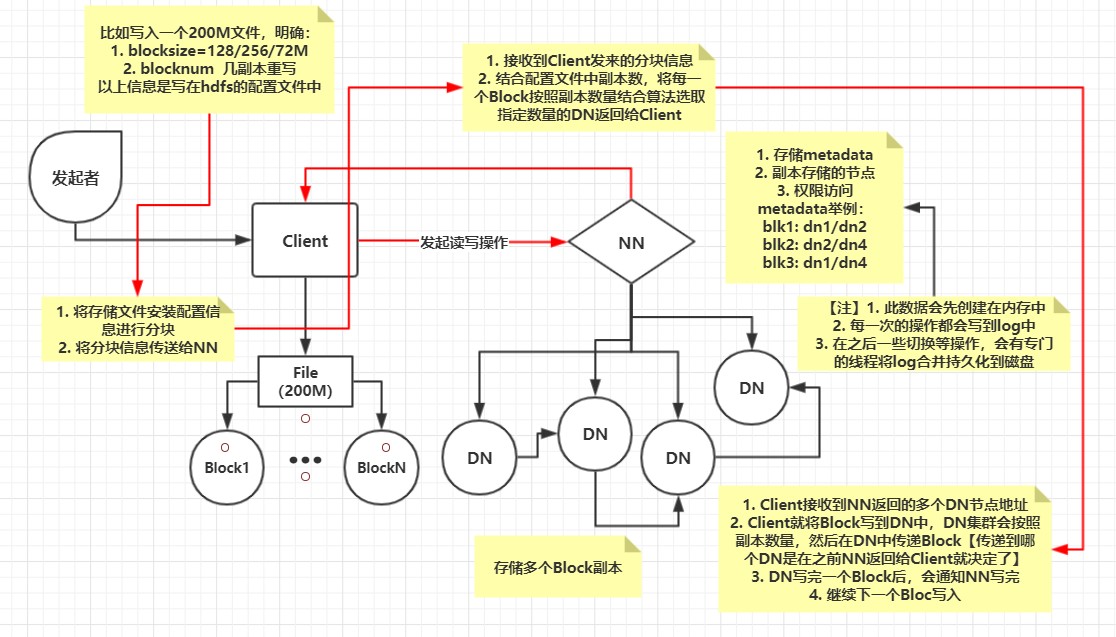 比如写入一个200M文件，明确：
1. blocksize=128/256/72M
2. blocknum  几副本重写
以上信息是写在hdfs的配置文件中
1. 接收到Client发来的分块信息
2. 结合配置文件中副本数，将每一
个Block按照副本数量结合算法选取
指定数量的DN返回给Client
发起者
Client
发起读写操作
NN
1. 存储metadata
2. 副本存储的节点
3. 权限访问
metadata举例：
blk1: dn1/dn2
blk2: dn2/dn4
blk3: dn1/dn4
1. 将存储文件安装配置信
息进行分块
2. 将分块信息传送给NN
【注】1. 此数据会先创建在内存中
2. 每一次的操作都会写到log中
3. 在之后一些切换等操作，会有专门
的线程将log合并持久化到磁盘
File
(200M)
Block1
BlockN
DN
DN
DN
DN
存储多个Block副本
1. Client接收到NN返回的多个DN节点地址
2. Client就将Block写到DN中，DN集群会按照
副本数量，然后在DN中传递Block【传递到哪
个DN是在之前NN返回给Client就决定了】
3. DN写完一个Block后，会通知NN写完
4. 继续下一个Bloc写入